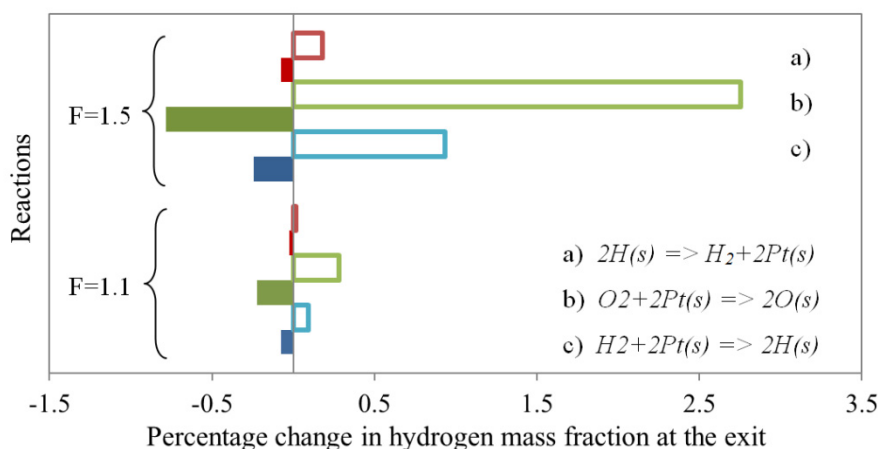 Reactions
F=1.5
F=1.1
a)
b)
c)
a) 2H(s) => H₂+2Pt(s)
b) O2+2Pt(s) => 2O(s)
c) H2+2Pt(s) => 2H(s)
-1.5 -0.5 0.5 1.5 2.5 3.5
Percentage change in hydrogen mass fraction at the exit